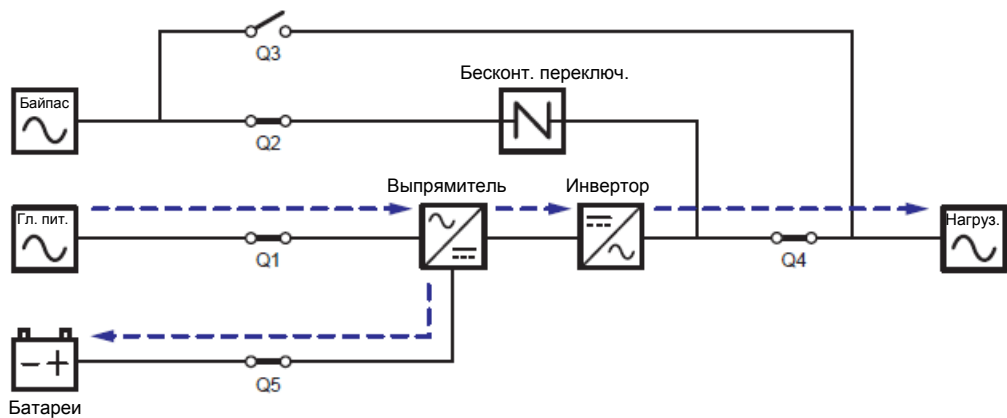 Q3
Бесконт. переключ.
Байпас
Q2
Выпрямитель
Инвертор
Гл. пит.
Нагруз.
Q1
Q4
Q5
Батареи